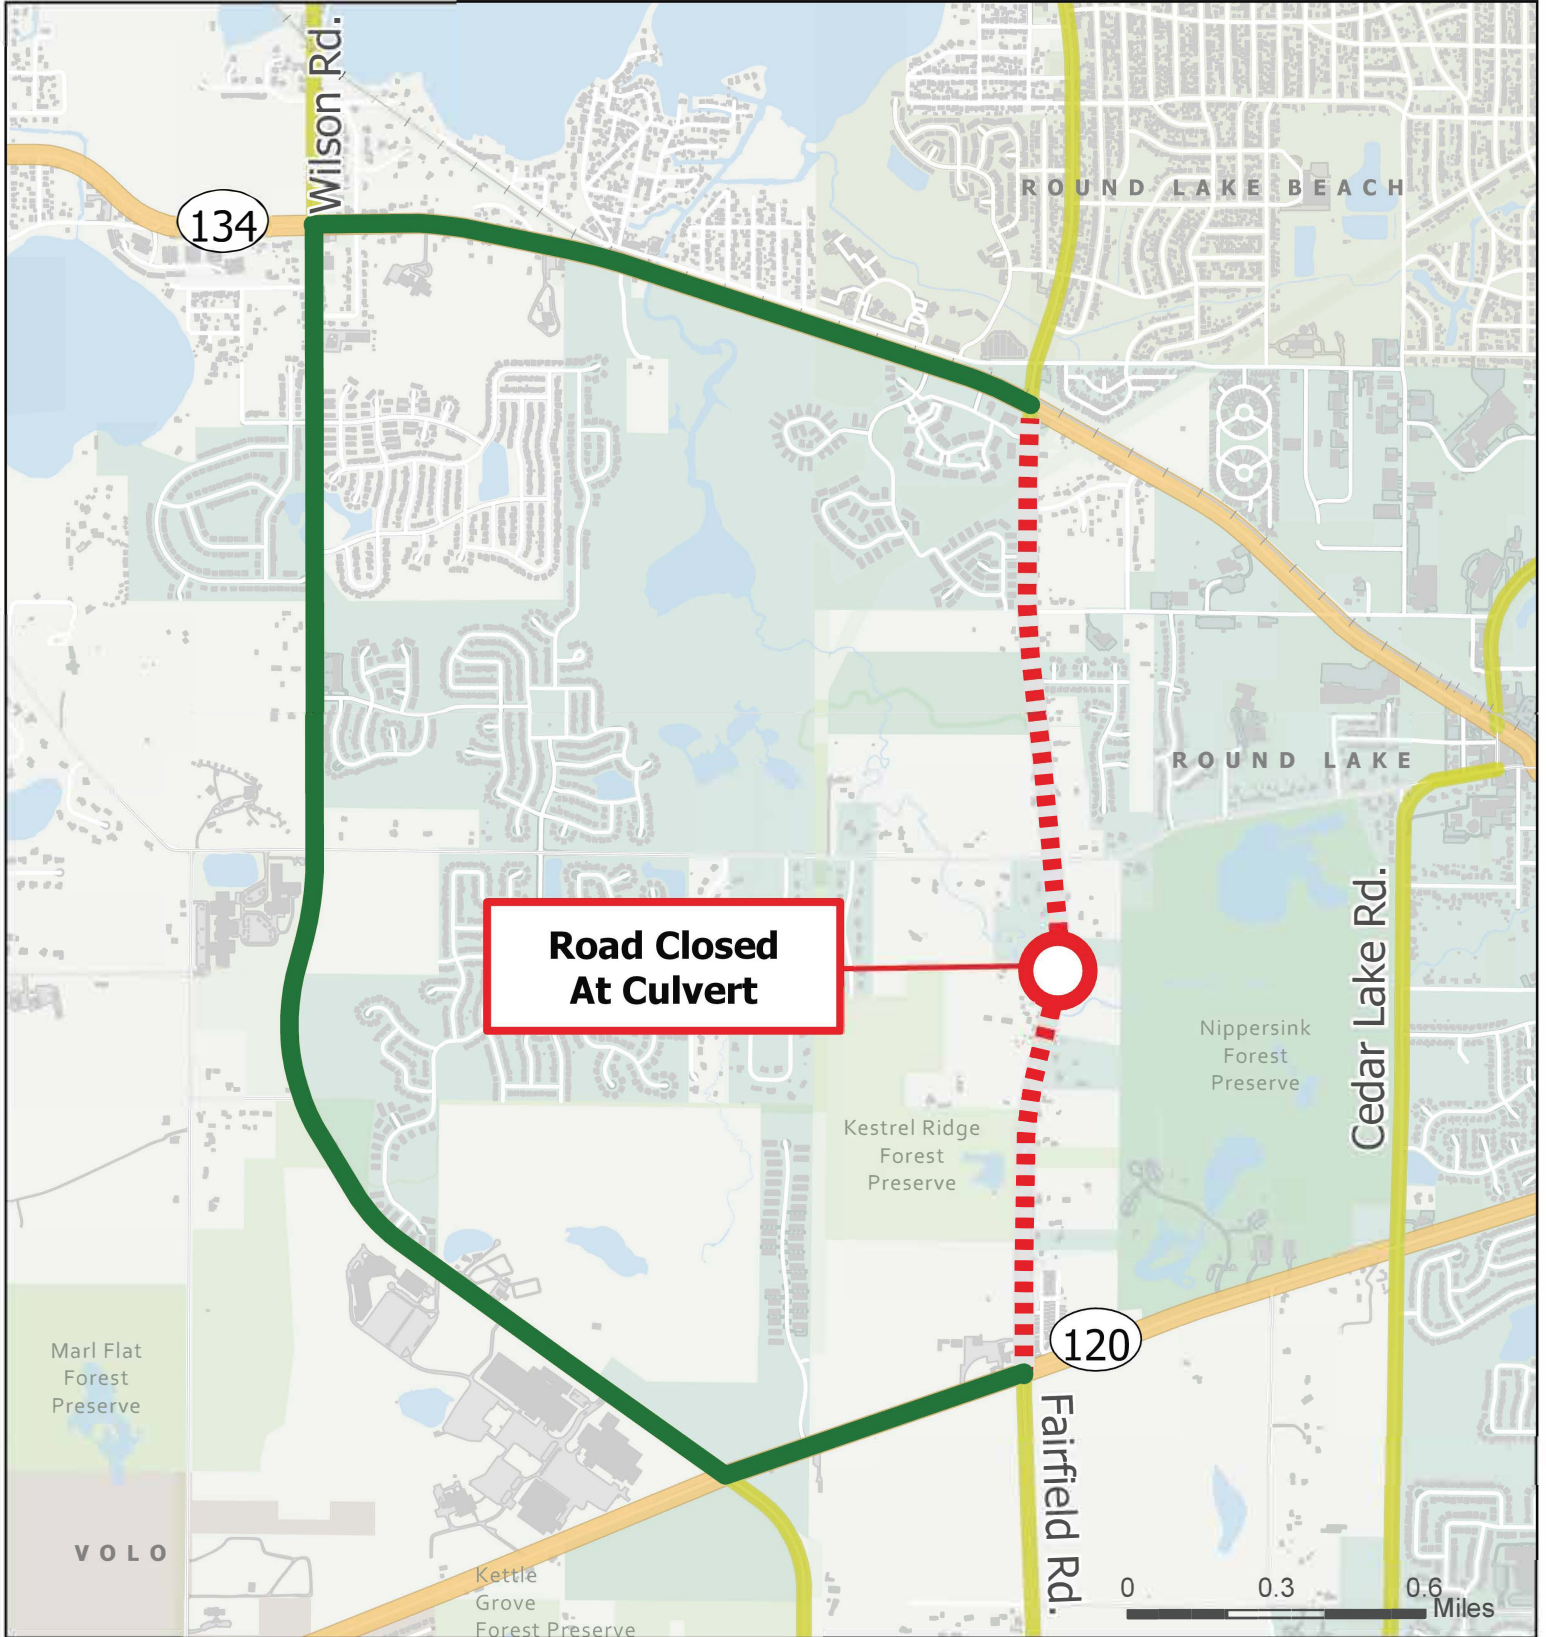 Wilson Rd.
134
ROUND LAKE BEACH
ROUND LAKE
Road Closed
At Culvert
Cedar Lake Rd.
Nippersink
Forest
Preserve
Kestrel Ridge
Forest
Preserve
120
Marl Flat
Forest
Preserve
Fairfield Rd.
VOLO
Kettle
Grove
Forest Preserve
0 0.3 0.6
Miles